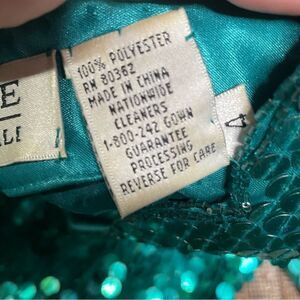 E
ALI
100% POLYESTER
RN 80362
MADE IN CHINA
NATIONWIDE
CLEANERS
1-800-242 GOWN
GUARANTEE
PROCESSING
REVERSE FOR CARE
4